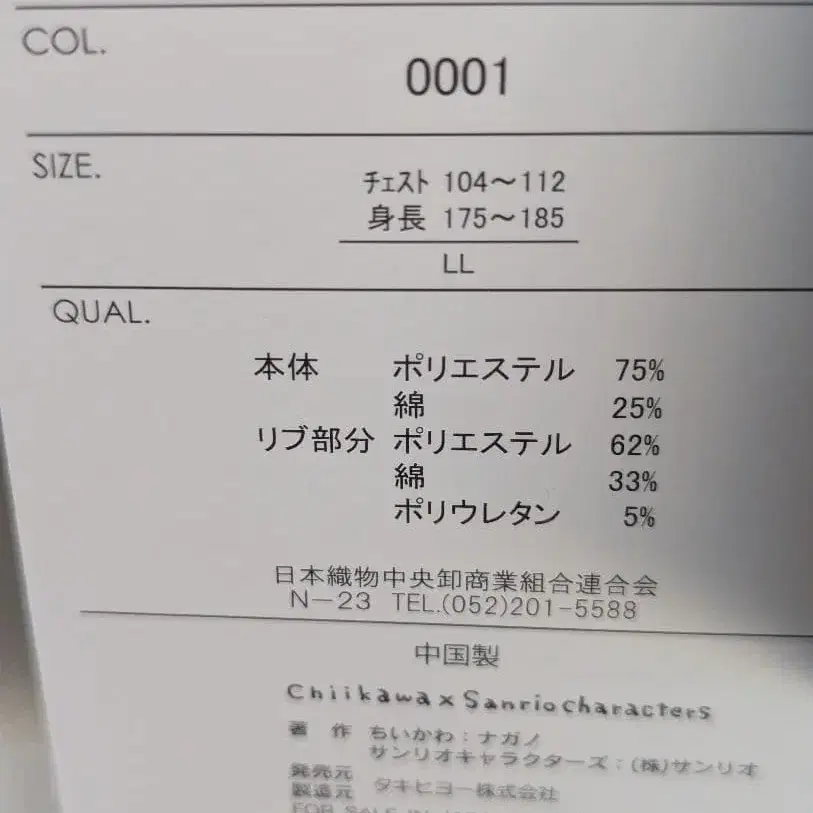 COL.
0001
SIZE.
ﾁｪｽﾄ 104～112
身長 175～185
LL
QUAL.
本体 ポリエステル 75%
綿 25%
リブ部分 ポリエステル 62%
綿 33%
ポリウレタン 5%
日本織物中央卸商業組合連合会
N-23 TEL.(052)201-5588
中国製
Chiikawa x Sanrio characters
著作 ちいかわ：ナガノ
サンリオキャラクターズ：(株)サンリオ
発売元
製造元 タキヒヨー株式会社
FOR SALE IN